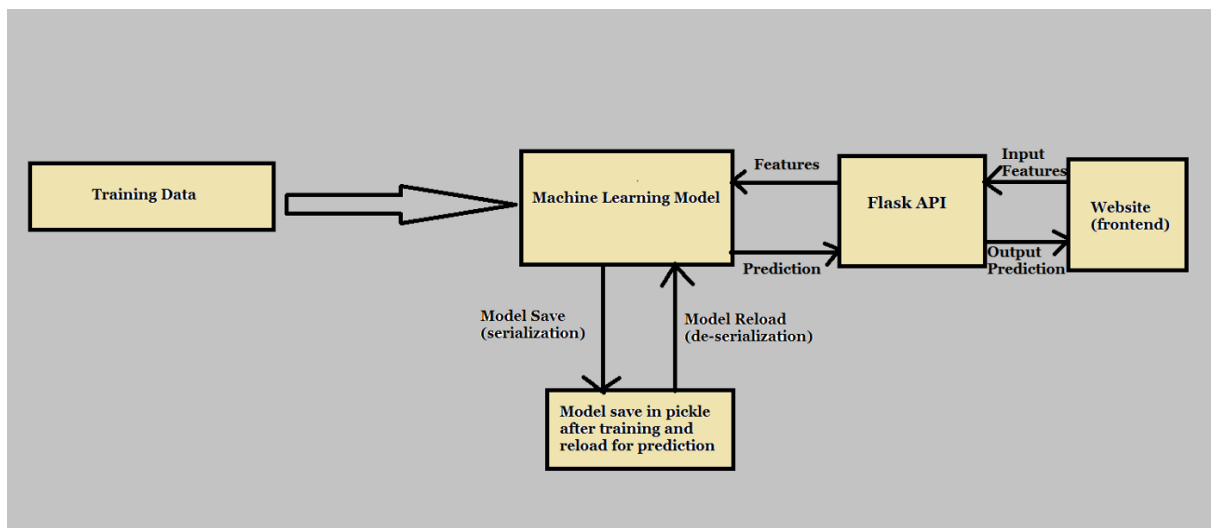 Training Data
Machine Learning Model
Features
Prediction
Flask API
Input
Features
Output
Prediction
Website
(frontend)
Model Save
(serialization)
Model Reload
(de-serialization)
Model save in pickle
after training and
reload for prediction